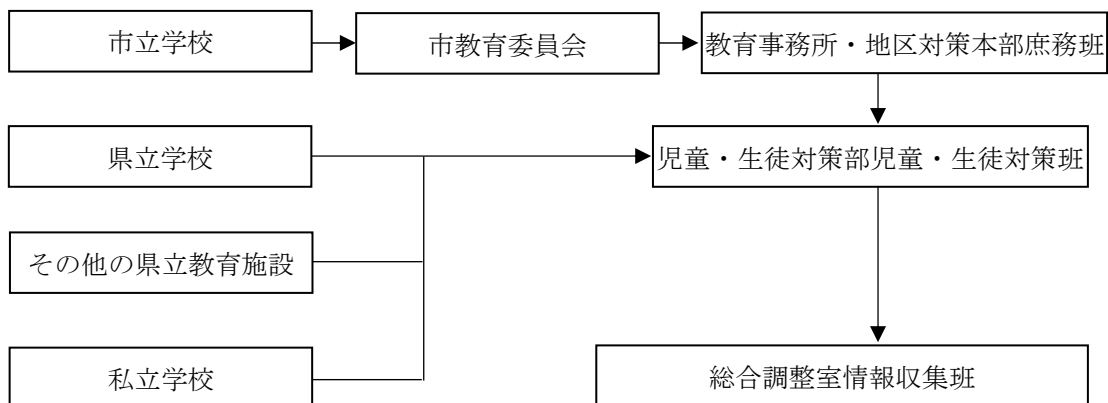 市立学校
市教育委員会
教育事務所・地区対策本部庶務班
県立学校
児童・生徒対策部児童・生徒対策班
その他の県立教育施設
私立学校
総合調整室情報収集班